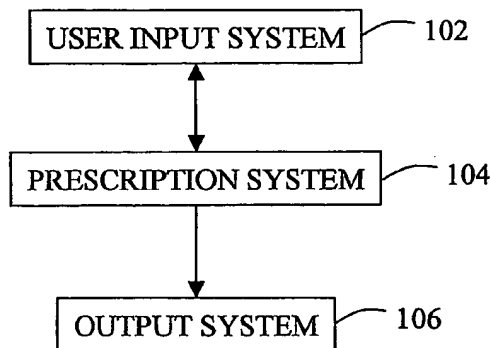 USER INPUT SYSTEM 102
PRESCRIPTION SYSTEM 104
OUTPUT SYSTEM 106